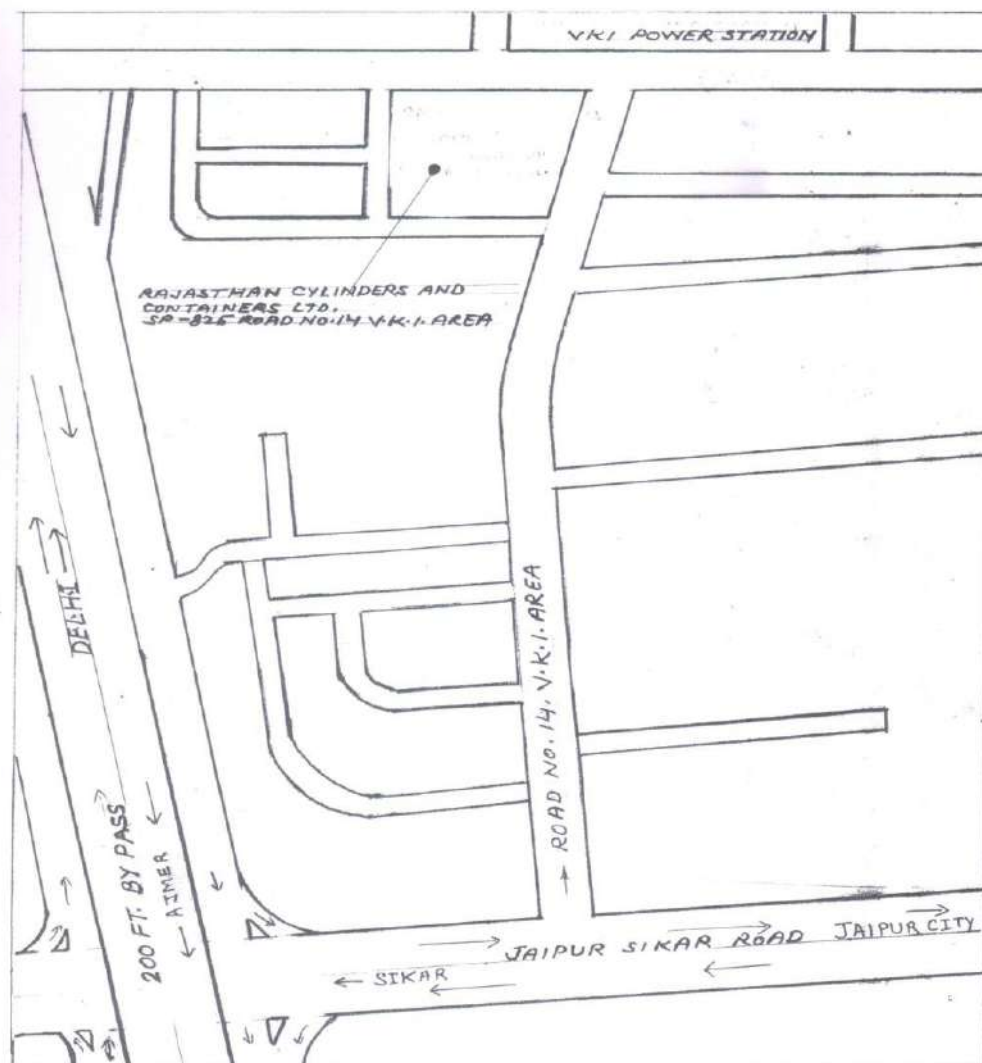 VKI POWER STATION
RAJASTHAN CYLINDERS AND
CONTAINERS LTD.
SP-825 ROAD NO.14 V.K.I. AREA
DELHI
ROAD NO. 14. V.K.I. AREA
200 FT. BY PASS
AJMER
JAIPUR SIKAR ROAD
JAIPUR CITY
SIKAR